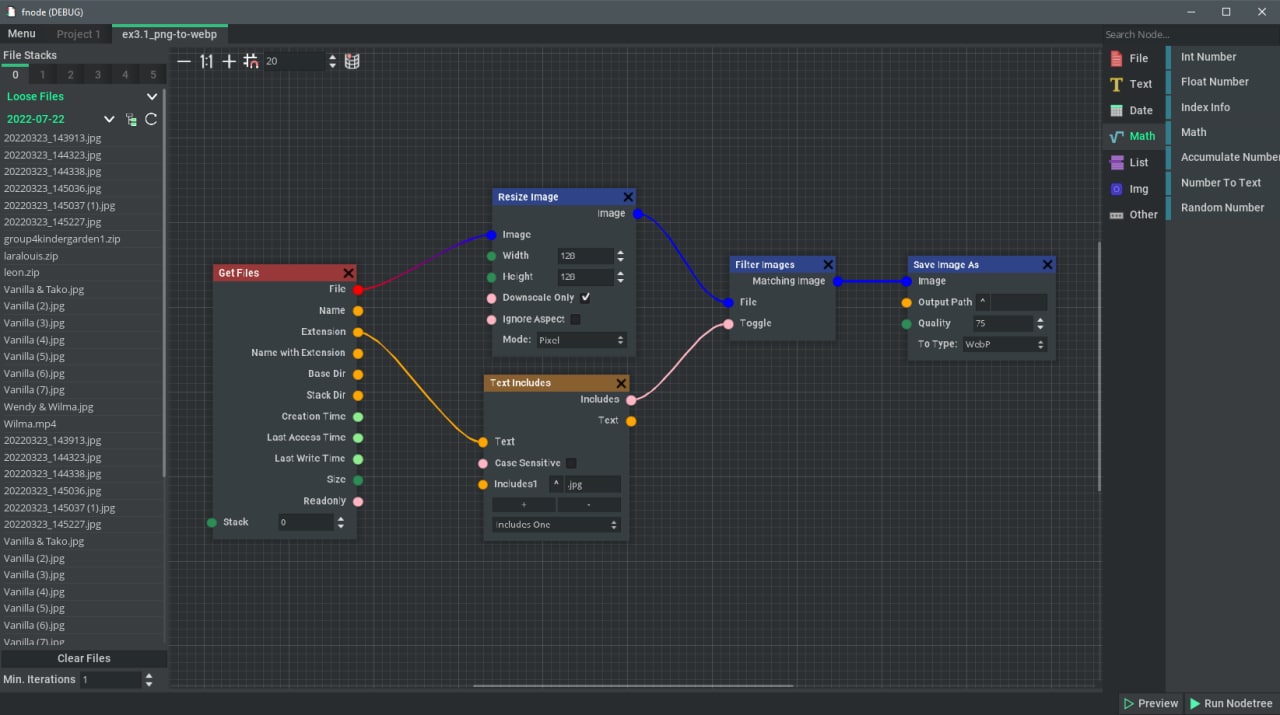 fnode (DEBUG)
Menu
Project 1
ex3.1_png-to-webp
File Stacks
0 1 2 3 4 5
Loose Files
2022-07-22
20220323_143913.jpg
20220323_144323.jpg
20220323_144338.jpg
20220323_145036.jpg
20220323_145037 (1).jpg
20220323_145227.jpg
group4kindergarden1.zip
laralouis.zip
leon.zip
Vanilla & Tako.jpg
Vanilla (2).jpg
Vanilla (3).jpg
Vanilla (4).jpg
Vanilla (5).jpg
Vanilla (6).jpg
Vanilla (7).jpg
Wendy & Wilma.jpg
Wilma.mp4
20220323_143913.jpg
20220323_144323.jpg
20220323_144338.jpg
20220323_145036.jpg
20220323_145037 (1).jpg
20220323_145227.jpg
Vanilla & Tako.jpg
Vanilla (2).jpg
Vanilla (3).jpg
Vanilla (4).jpg
Vanilla (5).jpg
Vanilla (6).jpg
Vanilla (7).jpg
Clear Files
Min. Iterations 1
1:1
20
Get Files
File
Name
Extension
Name with Extension
Base Dir
Stack Dir
Creation Time
Last Access Time
Last Write Time
Size
Readonly
Stack 0
Resize Image
Image
Image
Width 128
Height 128
Downscale Only
Ignore Aspect
Mode: Pixel
Text Includes
Includes
Text
Text
Case Sensitive
Includes1 ^ .jpg
+ -
Includes One
Filter Images
Matching Image
File
Toggle
Save Image As
Image
Output Path ^
Quality 75
To Type: WebP
Search Node...
File
Text
Date
Math
List
Img
Other
Int Number
Float Number
Index Info
Math
Accumulate Numbe
Number To Text
Random Number
Preview
Run Nodetree